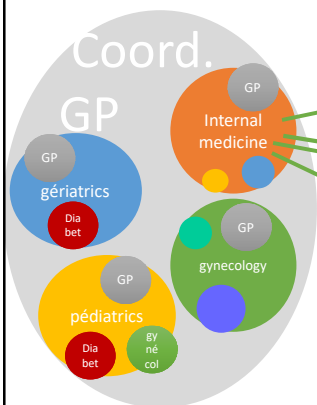 Coord.
GP
GP
Internal
medicine
GP
gériatrics
Dia
bet
GP
gynecology
GP
pédiatrics
Dia
bet
gy
né
col